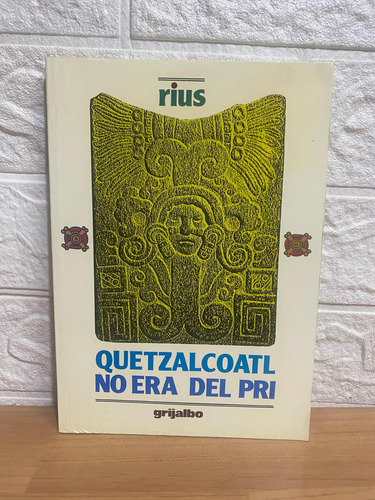 rius
QUETZALCOATL
NO ERA DEL PRI
grijalbo